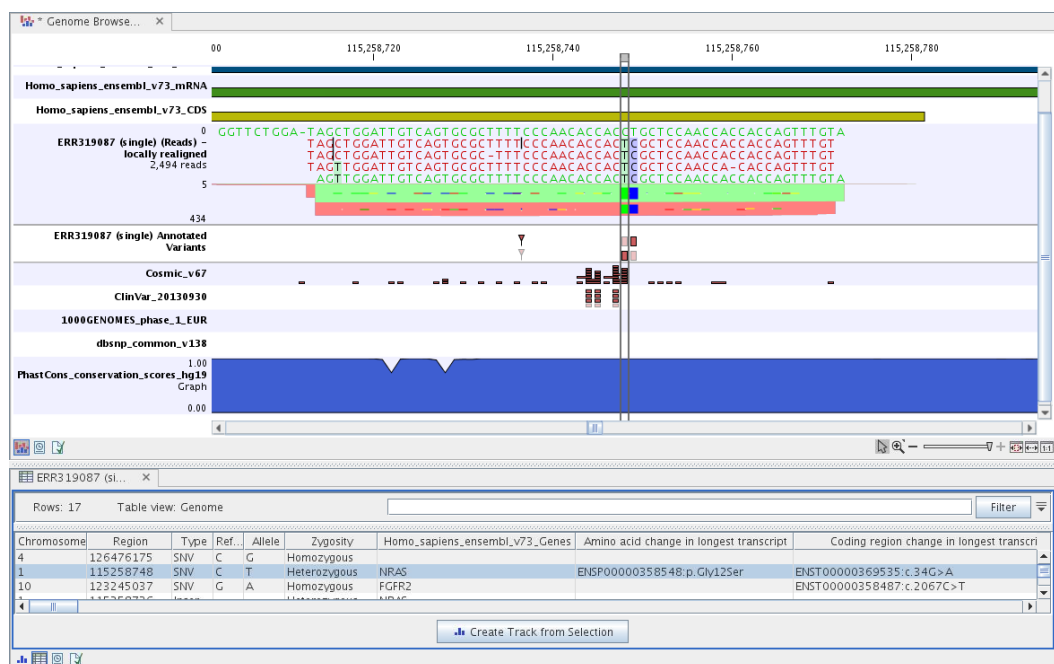 * Genome Browse...
00 115,258,720 115,258,740 115,258,760 115,258,780
Homo_sapiens_ensembl_v73_mRNA
Homo_sapiens_ensembl_v73_CDS
0
GGTTCTGGA-TAGCTGGATTGTCAGTGCGCTTTTCCCAACACCACCTGCTCCAACCACCACCAGTTTGTA
ERR319087 (single) (Reads) - TAGCTGGATTGTCAGTGCGCTTTTCCCAACACCACTCGCTCCAACCACCACCAGTTTGT
locally realigned TAGCTGGATTGTCAGTGCGC-TTTCCCAACACCACTCGCTCCAACCACCACCAGTTTGT
2,494 reads TAGTTGGATTGTCAGTGCGCTTTTCCCAACACCACTCGCTCCAACCA-CACCAGTTTGT
AGTTGGATTGTCAGTGCGCTTTTCCCAACACCACTCGCTCCAACCACCACCAGTTTGTA
5
434
ERR319087 (single) Annotated
Variants
Cosmic_v67
ClinVar_20130930
1000GENOMES_phase_1_EUR
dbsnp_common_v138
1.00
PhastCons_conservation_scores_hg19
Graph
0.00
1:1
ERR319087 (si...
Rows: 17 Table view: Genome Filter
Chromosome Region Type Ref... Allele Zygosity Homo_sapiens_ensembl_v73_Genes Amino acid change in longest transcript Coding region change in longest transcri
4 126476175 SNV C G Homozygous
1 115258748 SNV C T Heterozygous NRAS ENSP00000358548:p.Gly12Ser ENST00000369535:c.34G>A
10 123245037 SNV G A Homozygous FGFR2 ENST00000358487:c.2067C>T
Create Track from Selection